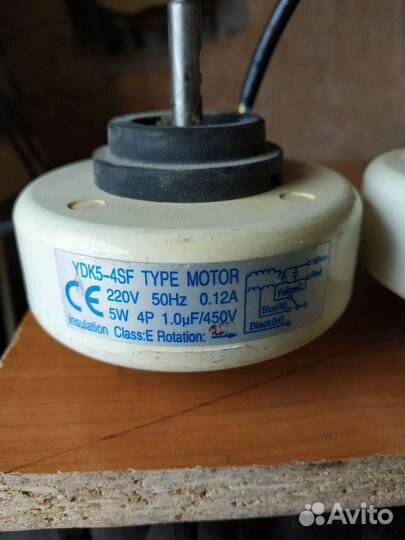 YDK5-4SF TYPE MOTOR
CE 220V 50Hz 0.12A
5W 4P 1.0µF/450V
Insulation Class:E Rotation:
White
Red
Yellow(L)
Blue(M)
Black(H)
Avito